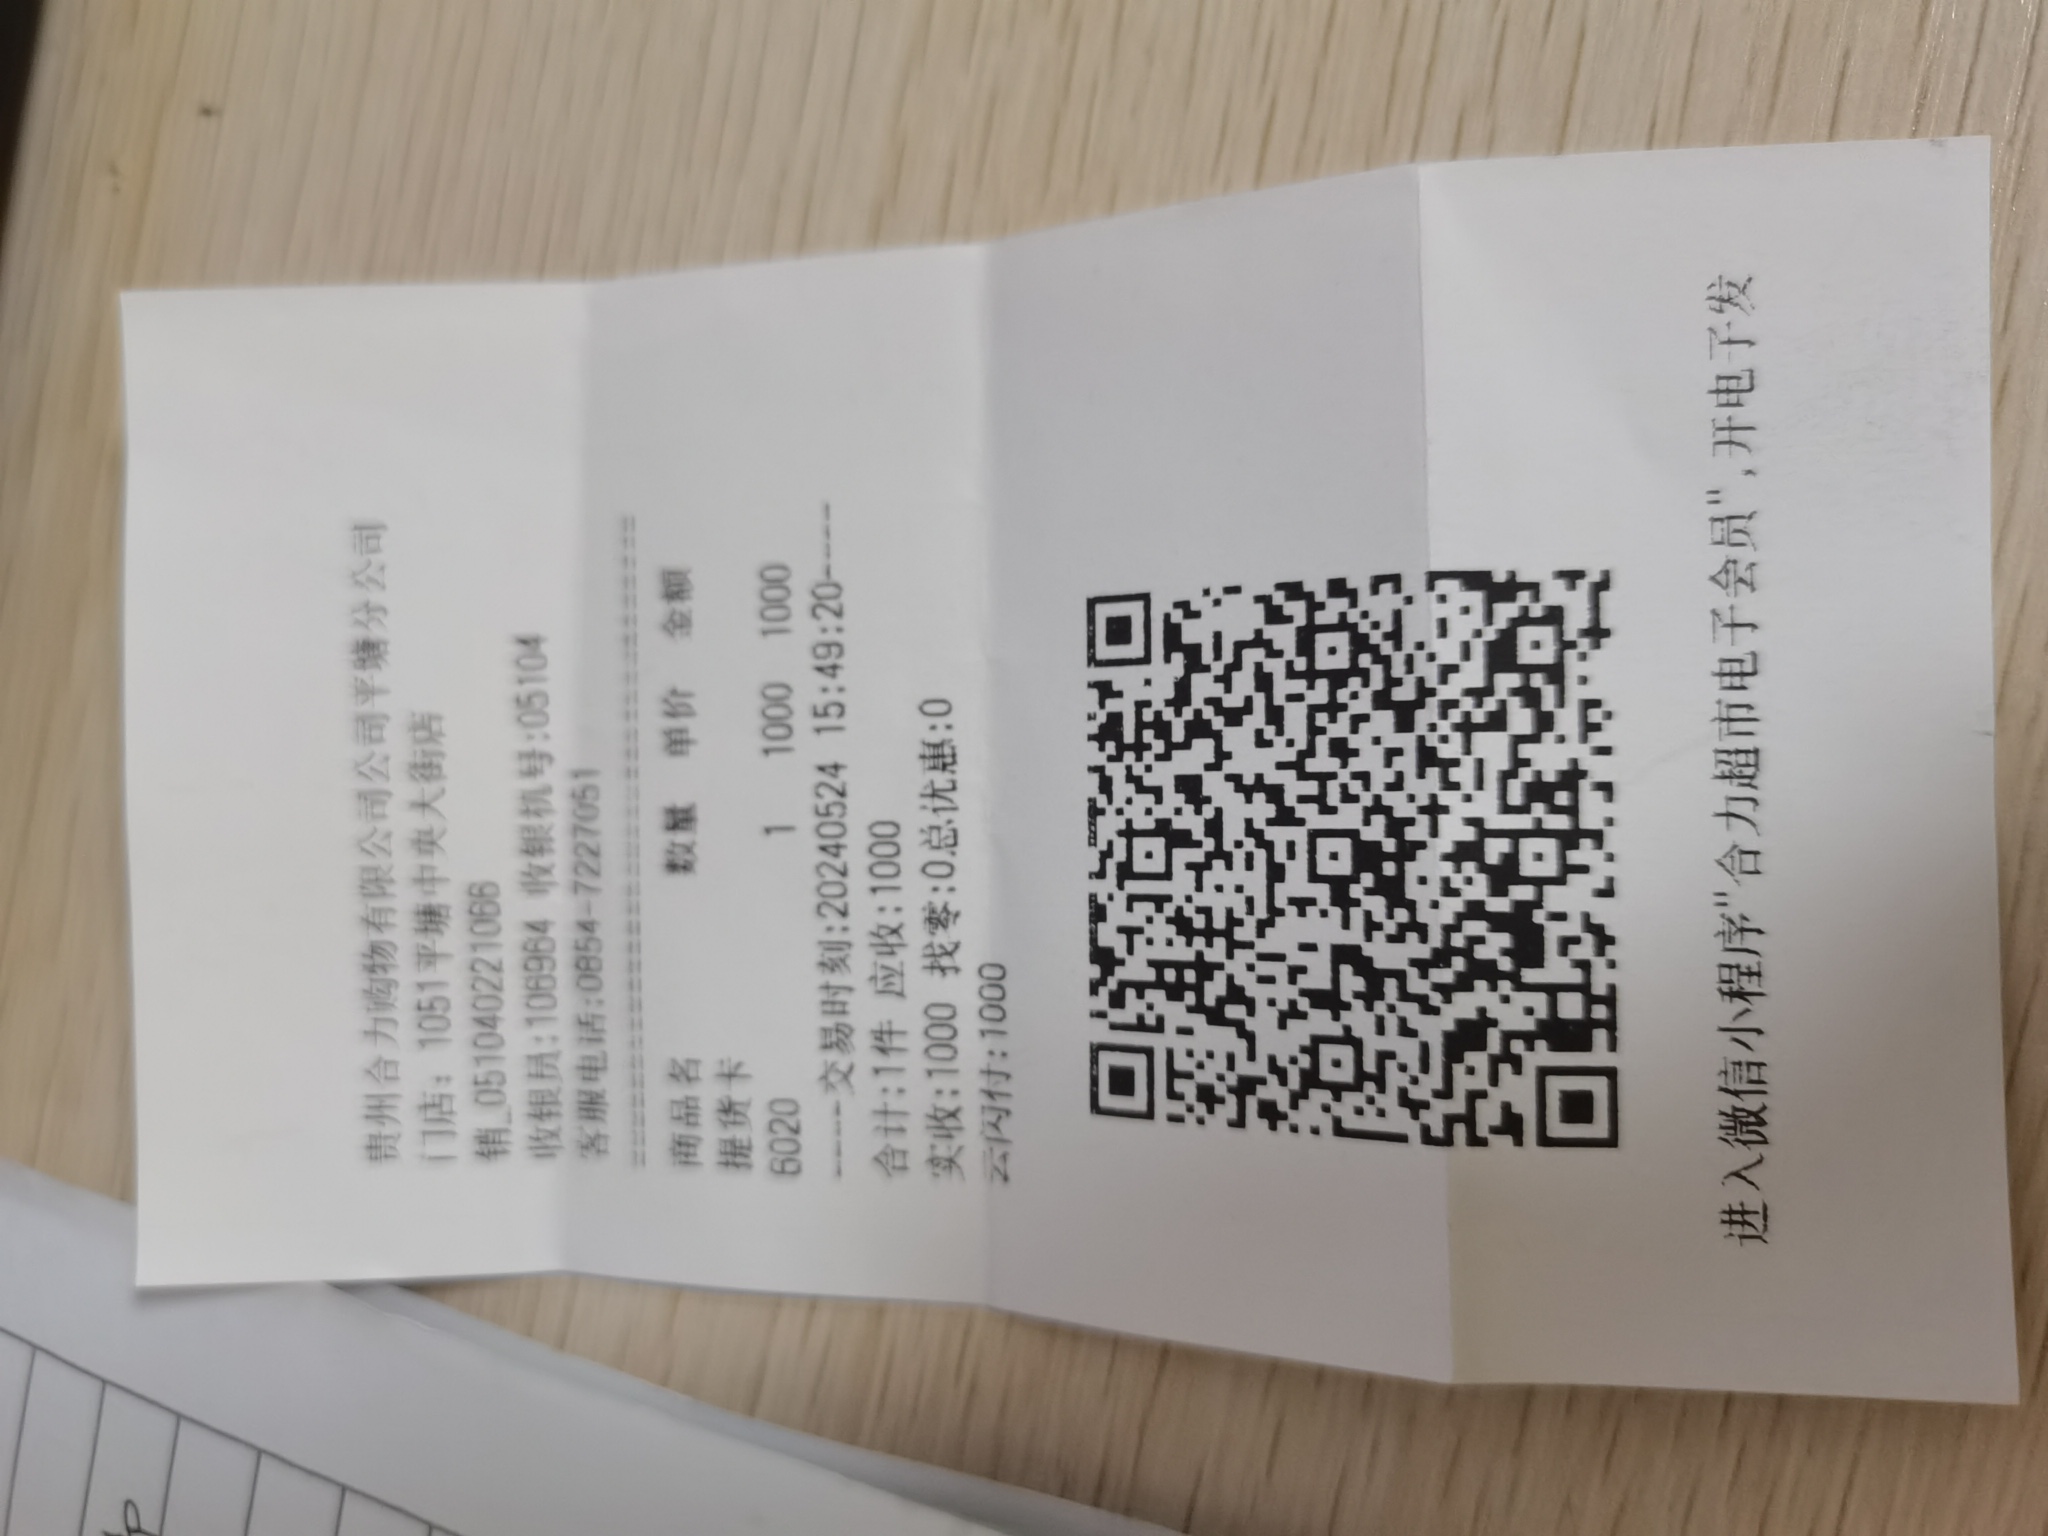 贵州合力购物有限公司公司平塘分公司
门店: 1051平塘中央大街店
销_051040221066
收银员:106964 收银机号:05104
客服电话:0854-7227051
================================
商品名 数量 单价 金额
提货卡
6020 1 1000 1000
----交易时刻:20240524 15:49:20----
合计:1件 应收:1000
实收:1000 找零:0总优惠:0
云闪付:1000
进入微信小程序"合力超市电子会员",开电子发